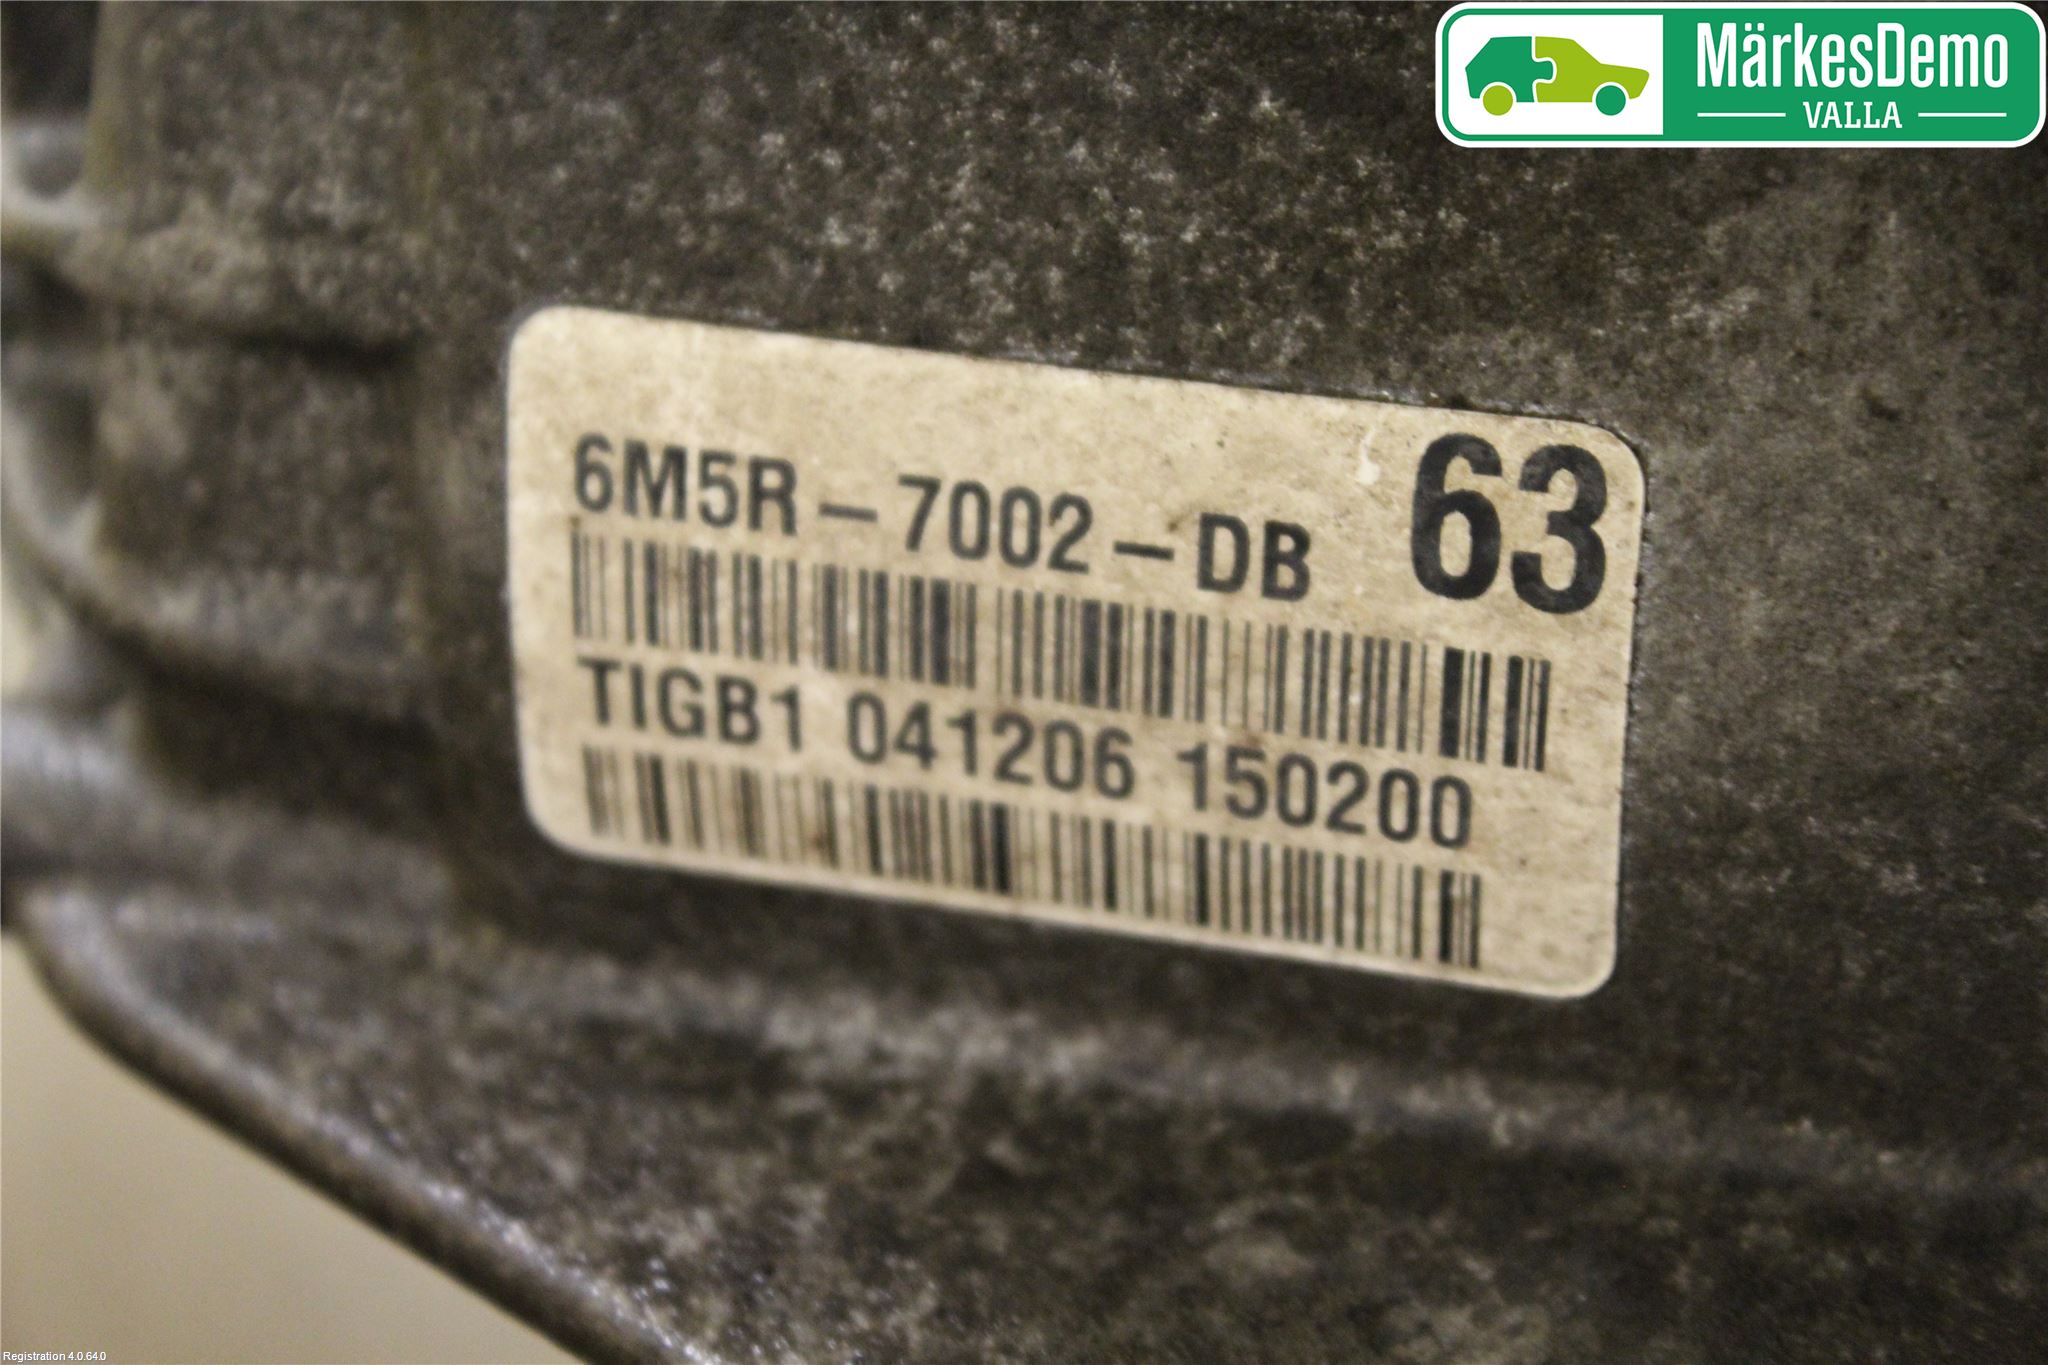 MärkesDemo
VALLA
6M5R-7002-DB 63
TIGB1 041206 150200
Registration 4.0.64.0